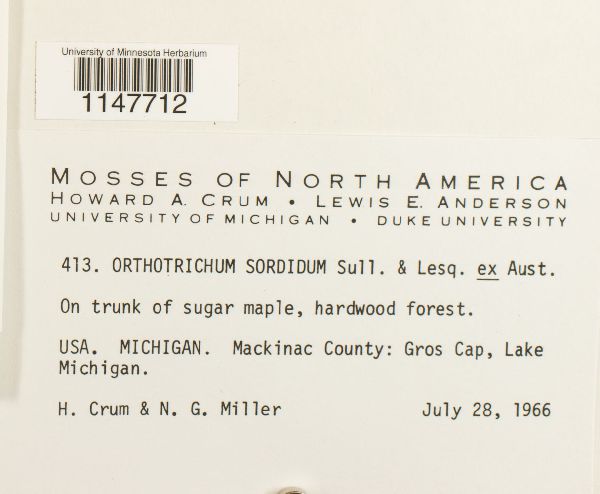 University of Minnesota Herbarium
1147712
MOSSES OF NORTH AMERICA
HOWARD A. CRUM • LEWIS E. ANDERSON
UNIVERSITY OF MICHIGAN • DUKE UNIVERSITY
413. ORTHOTRICHUM SORDIDUM Sull. & Lesq. ex Aust.
On trunk of sugar maple, hardwood forest.
USA. MICHIGAN. Mackinac County: Gros Cap, Lake
Michigan.
H. Crum & N. G. Miller July 28, 1966